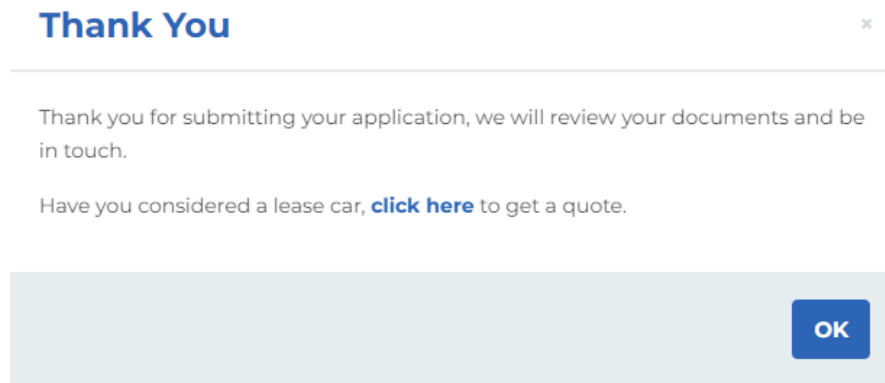 Thank You
×
Thank you for submitting your application, we will review your documents and be
in touch.
Have you considered a lease car, click here to get a quote.
OK